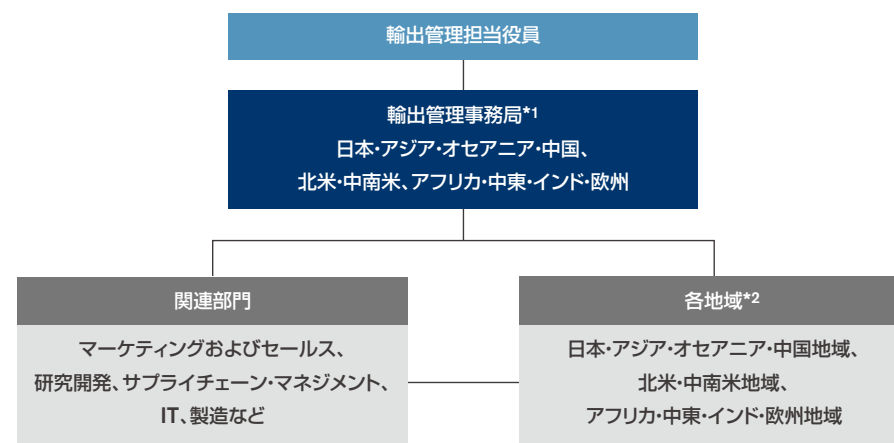 輸出管理担当役員
輸出管理事務局*1
日本・アジア・オセアニア・中国、
北米・中南米、アフリカ・中東・インド・欧州
関連部門
マーケティングおよびセールス、
研究開発、サプライチェーン・マネジメント、
IT、製造など
各地域*2
日本・アジア・オセアニア・中国地域、
北米・中南米地域、
アフリカ・中東・インド・欧州地域